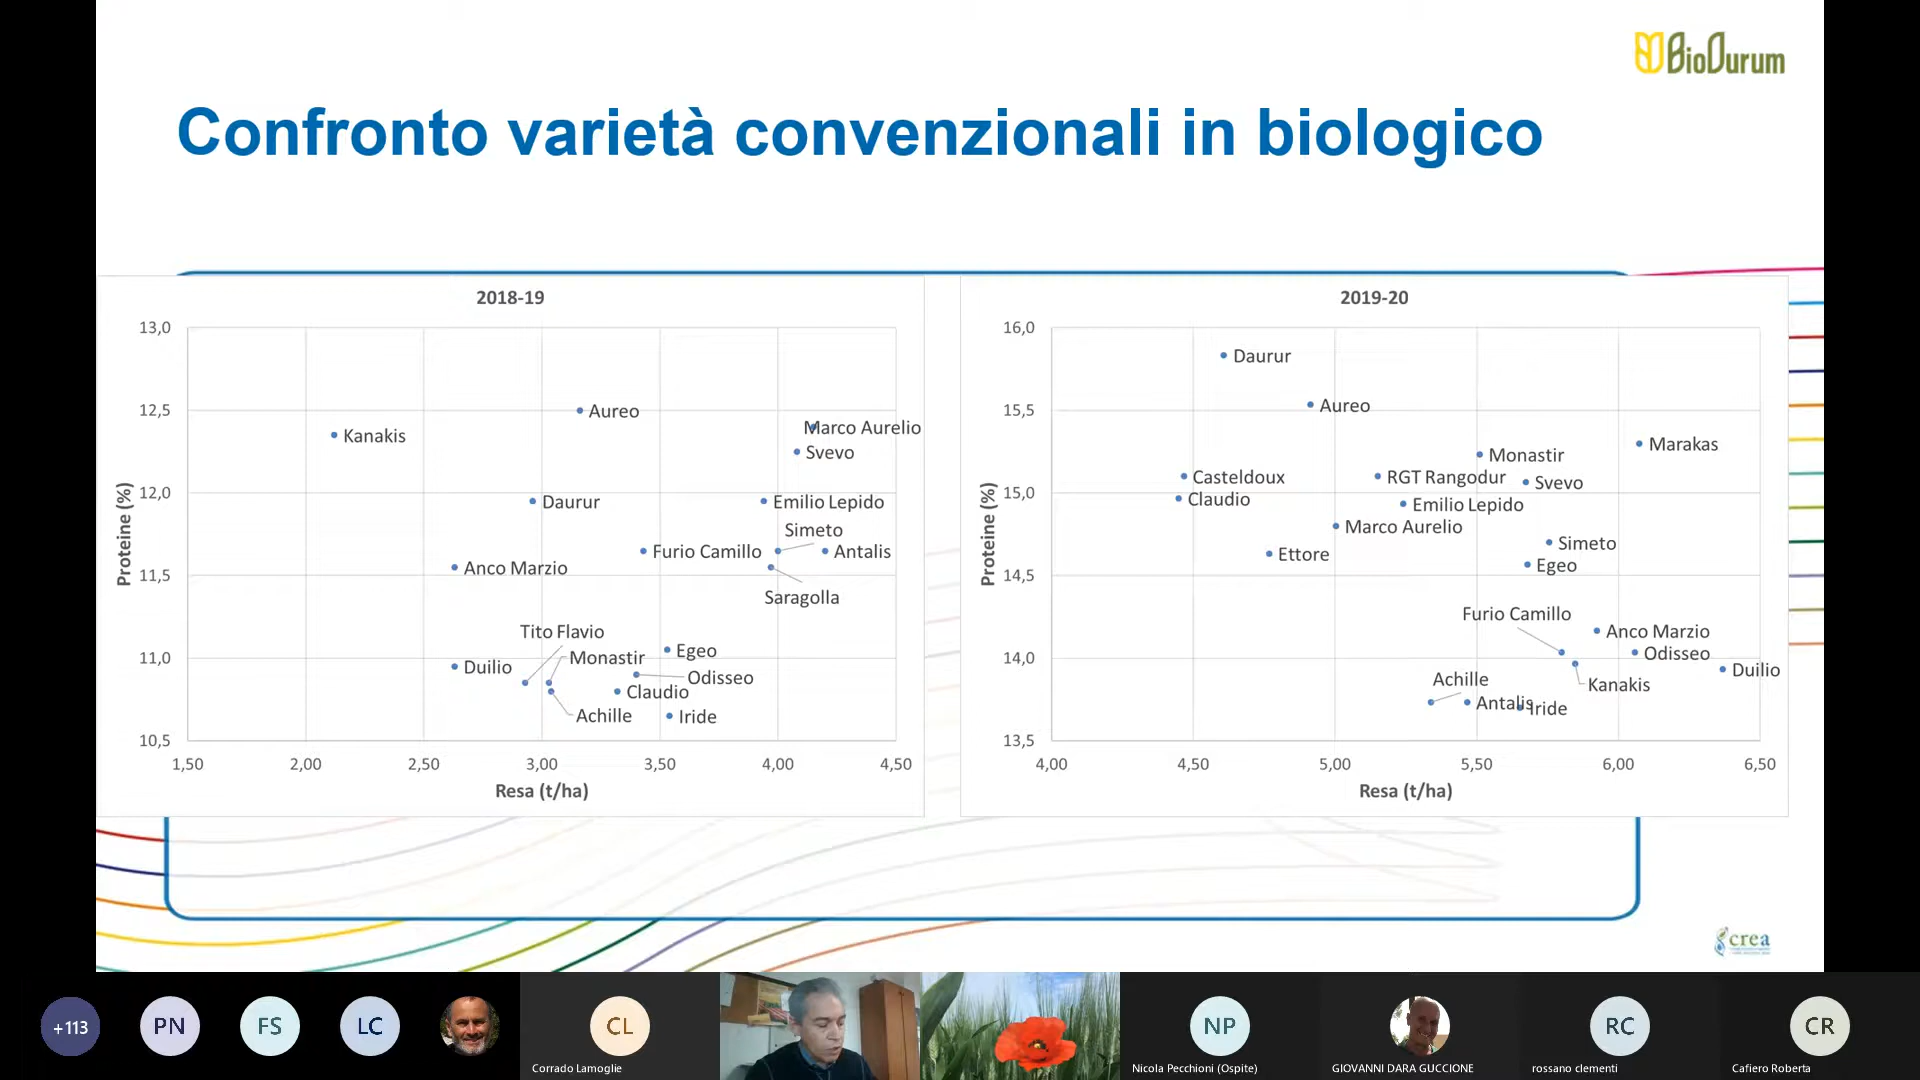 BioDurum
Confronto varietà convenzionali in biologico
2018-19
Proteine (%)
13,0
12,5
12,0
11,5
11,0
10,5
Aureo
Marco Aurelio
Kanakis
Svevo
Daurur
Emilio Lepido
Simeto
Furio Camillo
Antalis
Anco Marzio
Saragolla
Tito Flavio
Egeo
Monastir
Duilio
Odisseo
Claudio
Achille
Iride
1,50 2,00 2,50 3,00 3,50 4,00 4,50
Resa (t/ha)
2019-20
Proteine (%)
16,0
15,5
15,0
14,5
14,0
13,5
Daurur
Aureo
Marakas
Monastir
Casteldoux
RGT Rangodur
Svevo
Claudio
Emilio Lepido
Marco Aurelio
Simeto
Ettore
Egeo
Furio Camillo
Anco Marzio
Odisseo
Duilio
Achille
Kanakis
Antalis
Iride
4,00 4,50 5,00 5,50 6,00 6,50
Resa (t/ha)
crea
+113
PN
FS
LC
CL
Corrado Lamoglie
NP
Nicola Pecchioni (Ospite)
GIOVANNI DARA GUCCIONE
RC
rossano clementi
CR
Cafiero Roberta